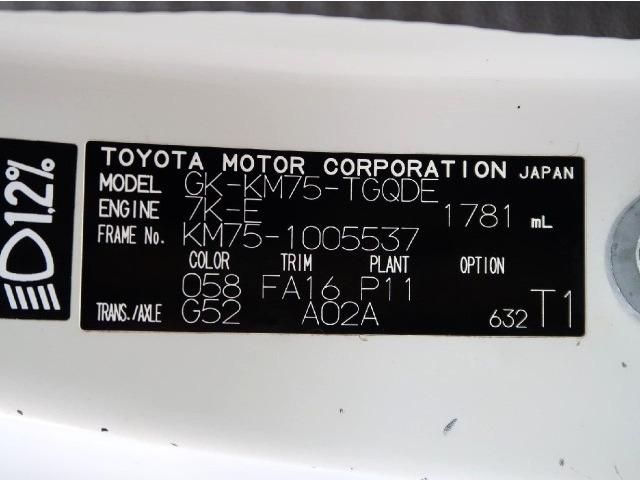 1.2%
TOYOTA MOTOR CORPORATION JAPAN
MODEL GK-KM75-TGQDE
ENGINE 7K-E 1781 mL
FRAME No. KM75-1005537
COLOR TRIM PLANT OPTION
058 FA16 P11
TRANS./AXLE G52 A02A 632 T1